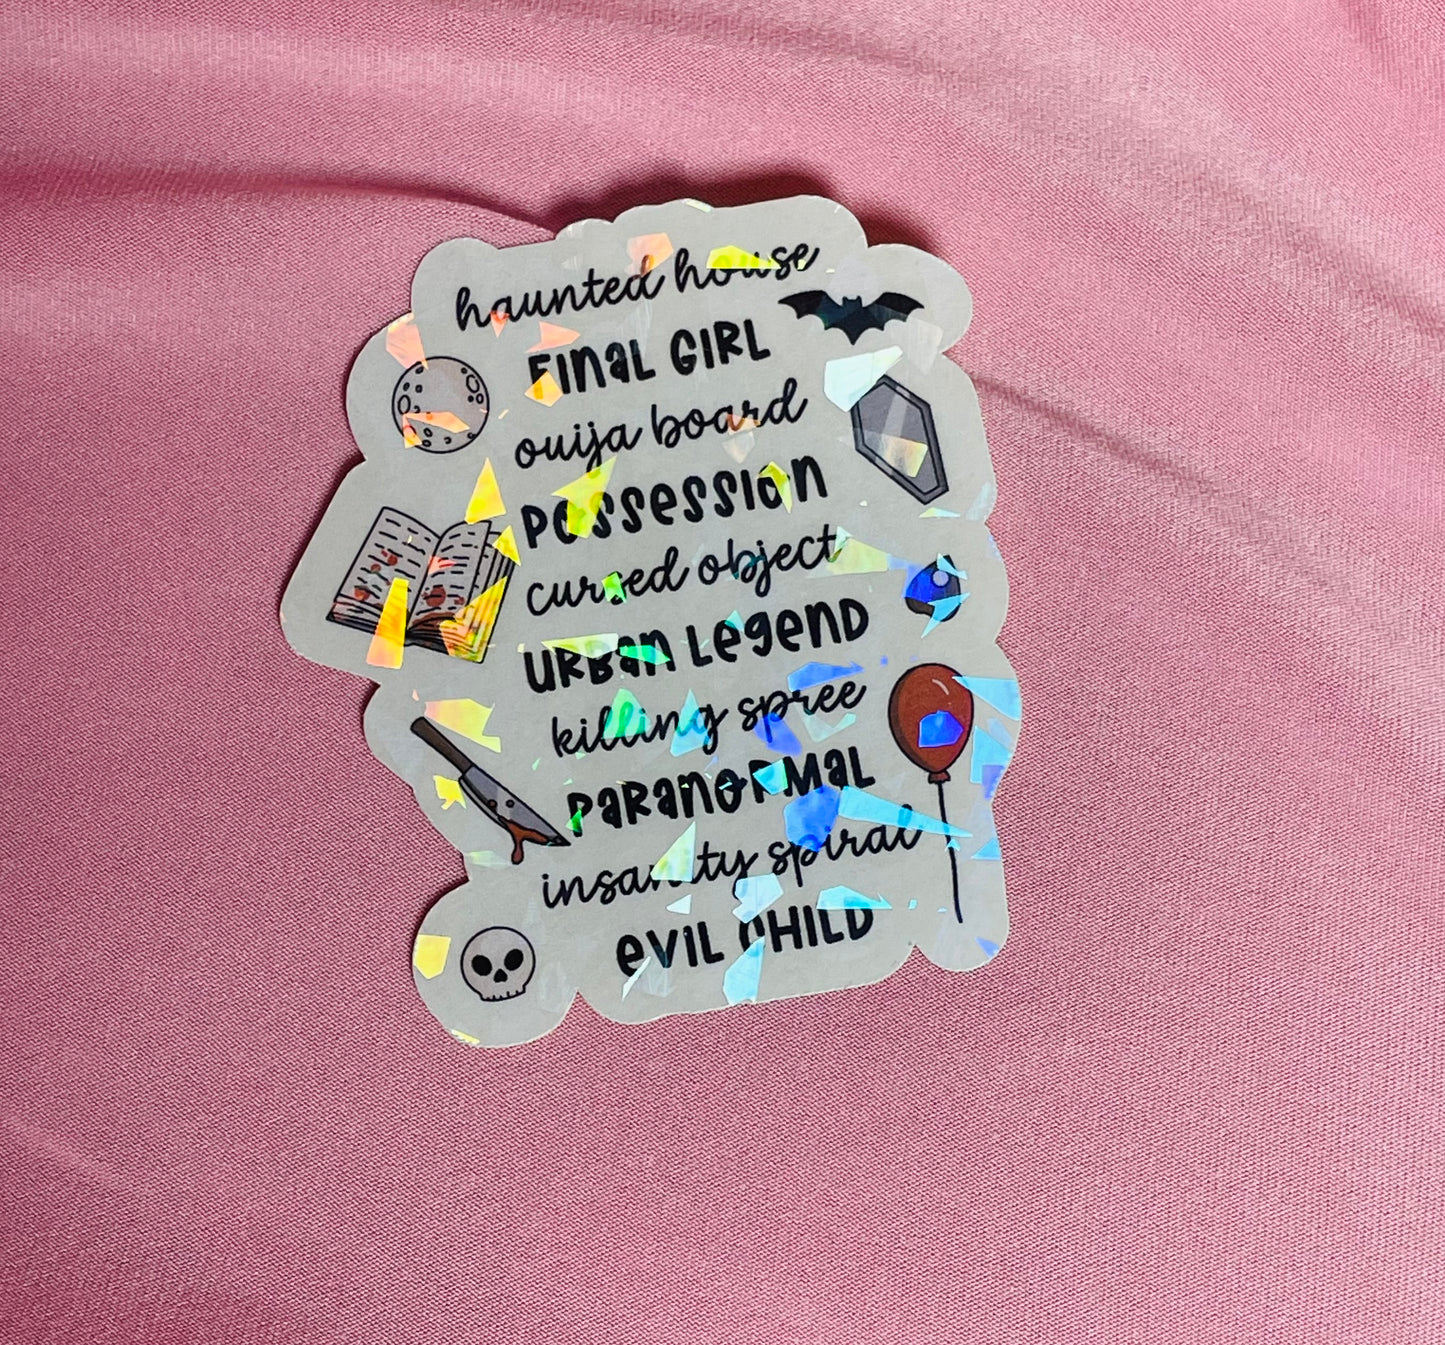 haunted house
FINAL GIRL
ouija board
POSSESSION
cursed object
URBAN LEGEND
killing spree
PARANORMAL
insanity spiral
EVIL CHILD